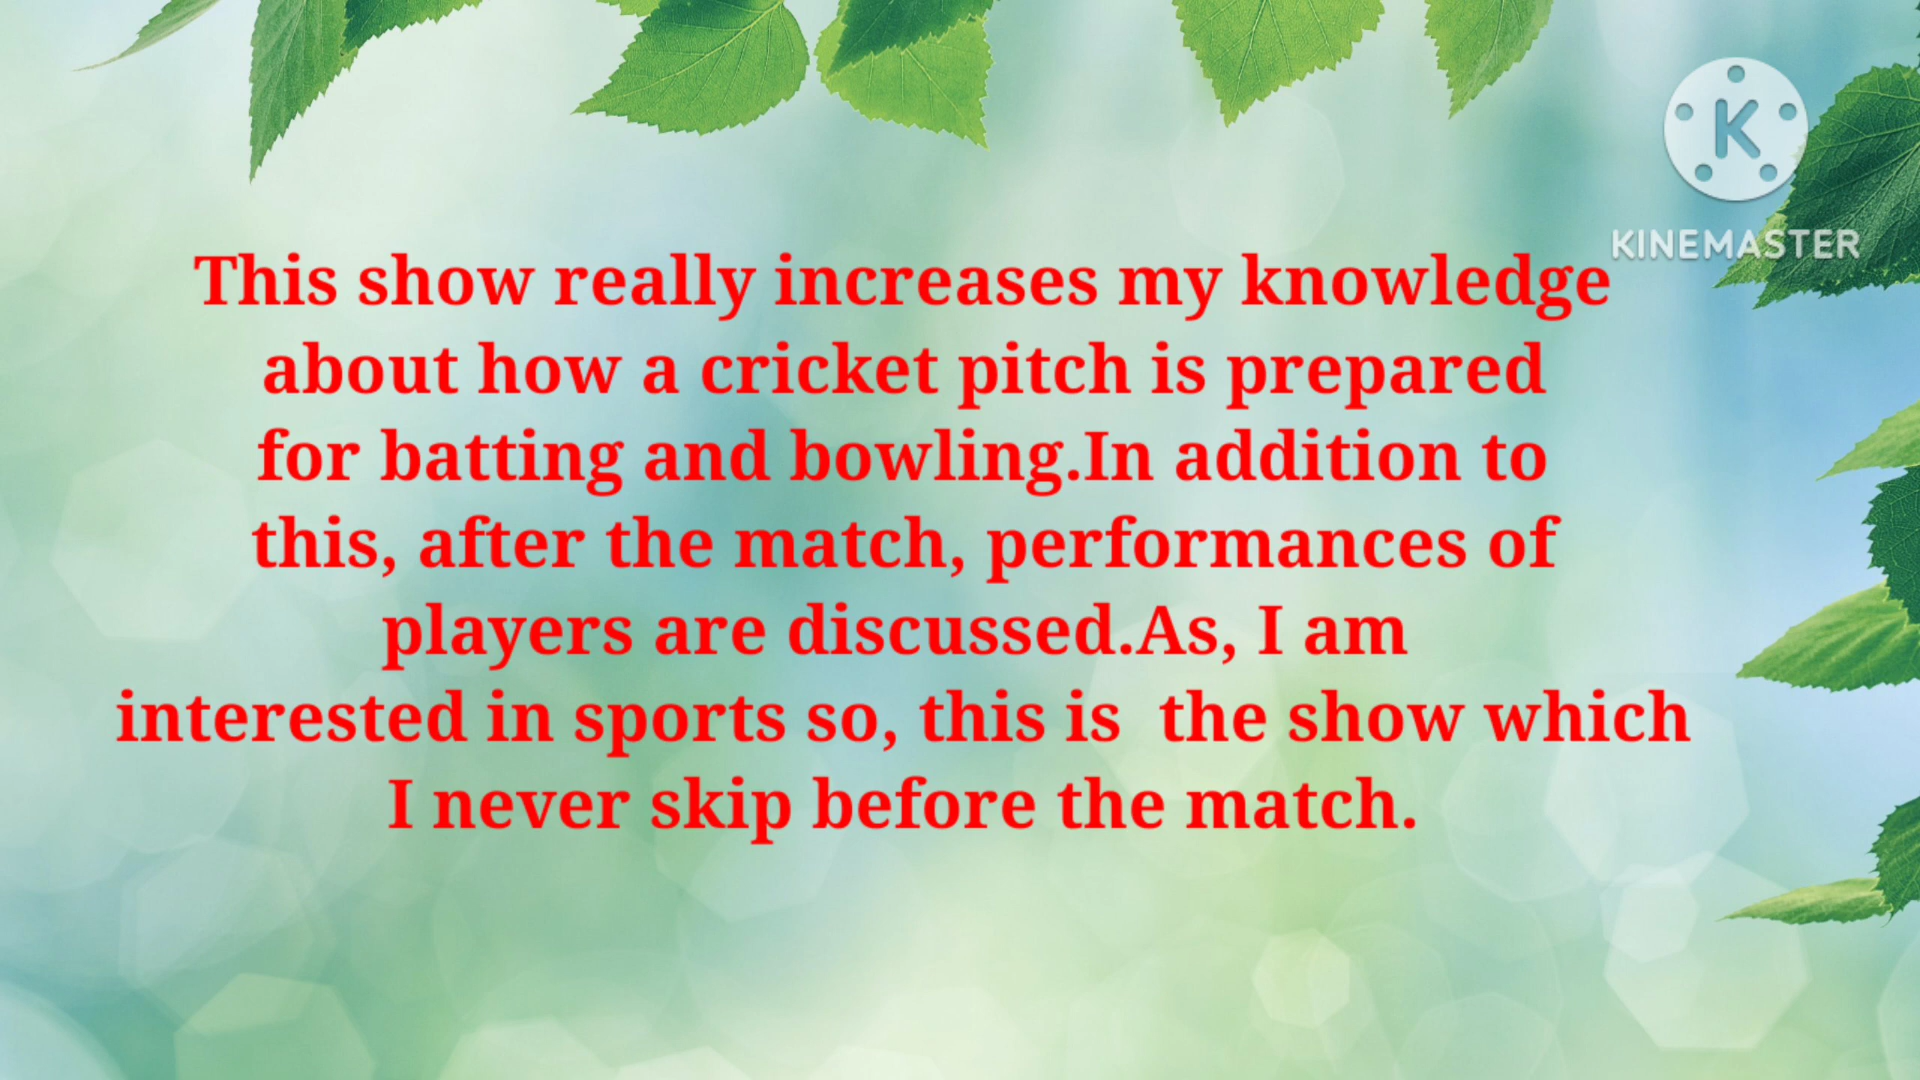 KINEMASTER
This show really increases my knowledge
about how a cricket pitch is prepared
for batting and bowling.In addition to
this, after the match, performances of
players are discussed.As, I am
interested in sports so, this is  the show which
I never skip before the match.